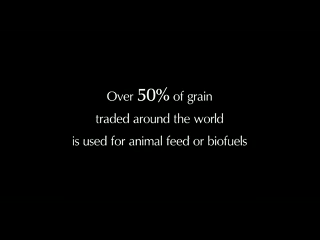 Over 50% of grain
traded around the world
is used for animal feed or biofuels